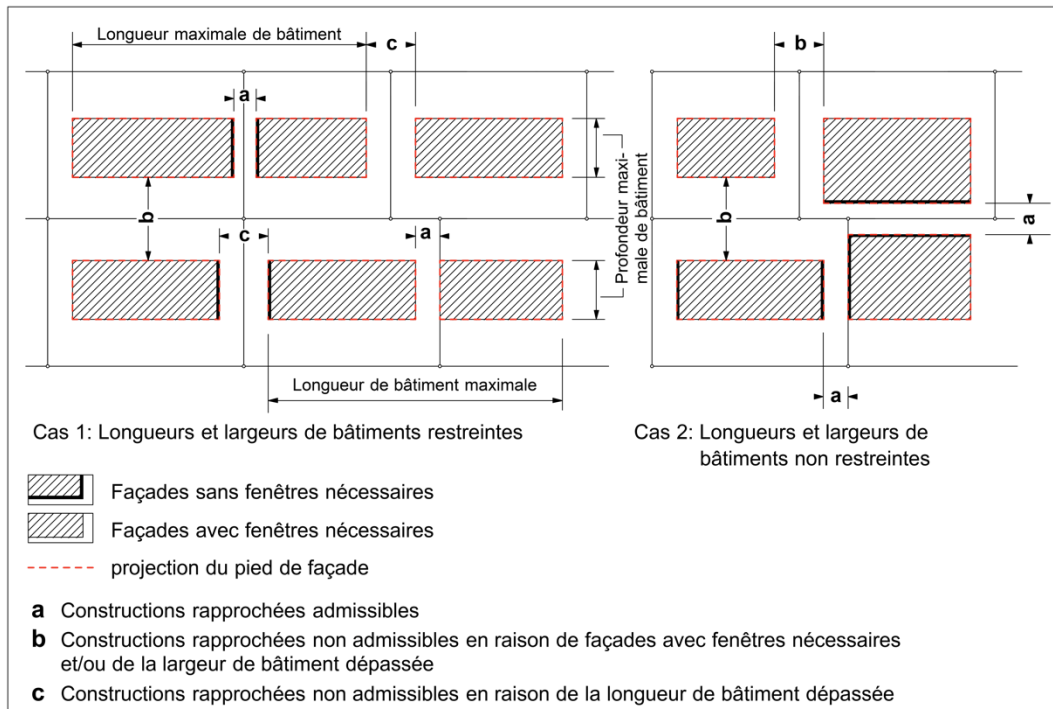 Longueur maximale de bâtiment
c
b
a
b
c
a
Profondeur maxi-
male de bâtiment
b
a
Longueur de bâtiment maximale
a
Cas 1: Longueurs et largeurs de bâtiments restreintes
Cas 2: Longueurs et largeurs de
bâtiments non restreintes
Façades sans fenêtres nécessaires
Façades avec fenêtres nécessaires
projection du pied de façade
a Constructions rapprochées admissibles
b Constructions rapprochées non admissibles en raison de façades avec fenêtres nécessaires
et/ou de la largeur de bâtiment dépassée
c Constructions rapprochées non admissibles en raison de la longueur de bâtiment dépassée